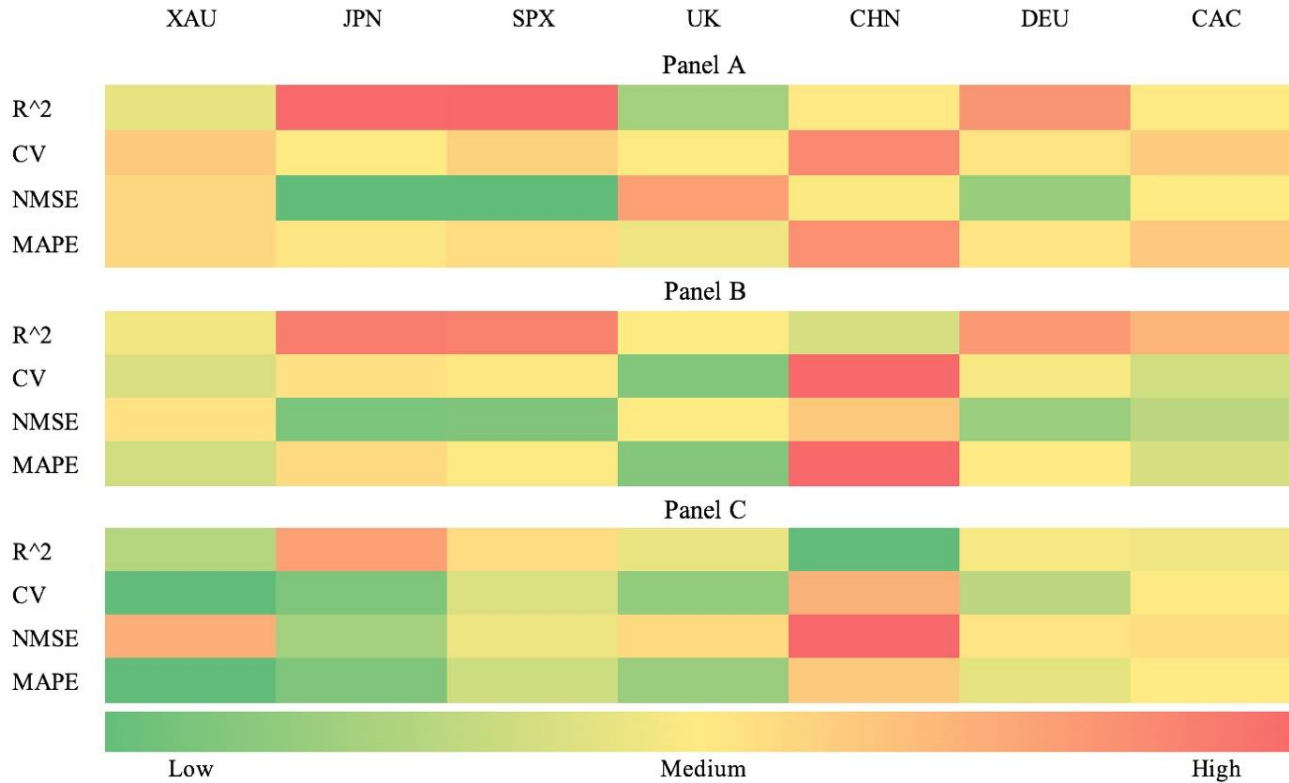 XAU JPN SPX UK CHN DEU CAC
Panel A
R^2
CV
NMSE
MAPE
Panel B
R^2
CV
NMSE
MAPE
Panel C
R^2
CV
NMSE
MAPE
Low Medium High